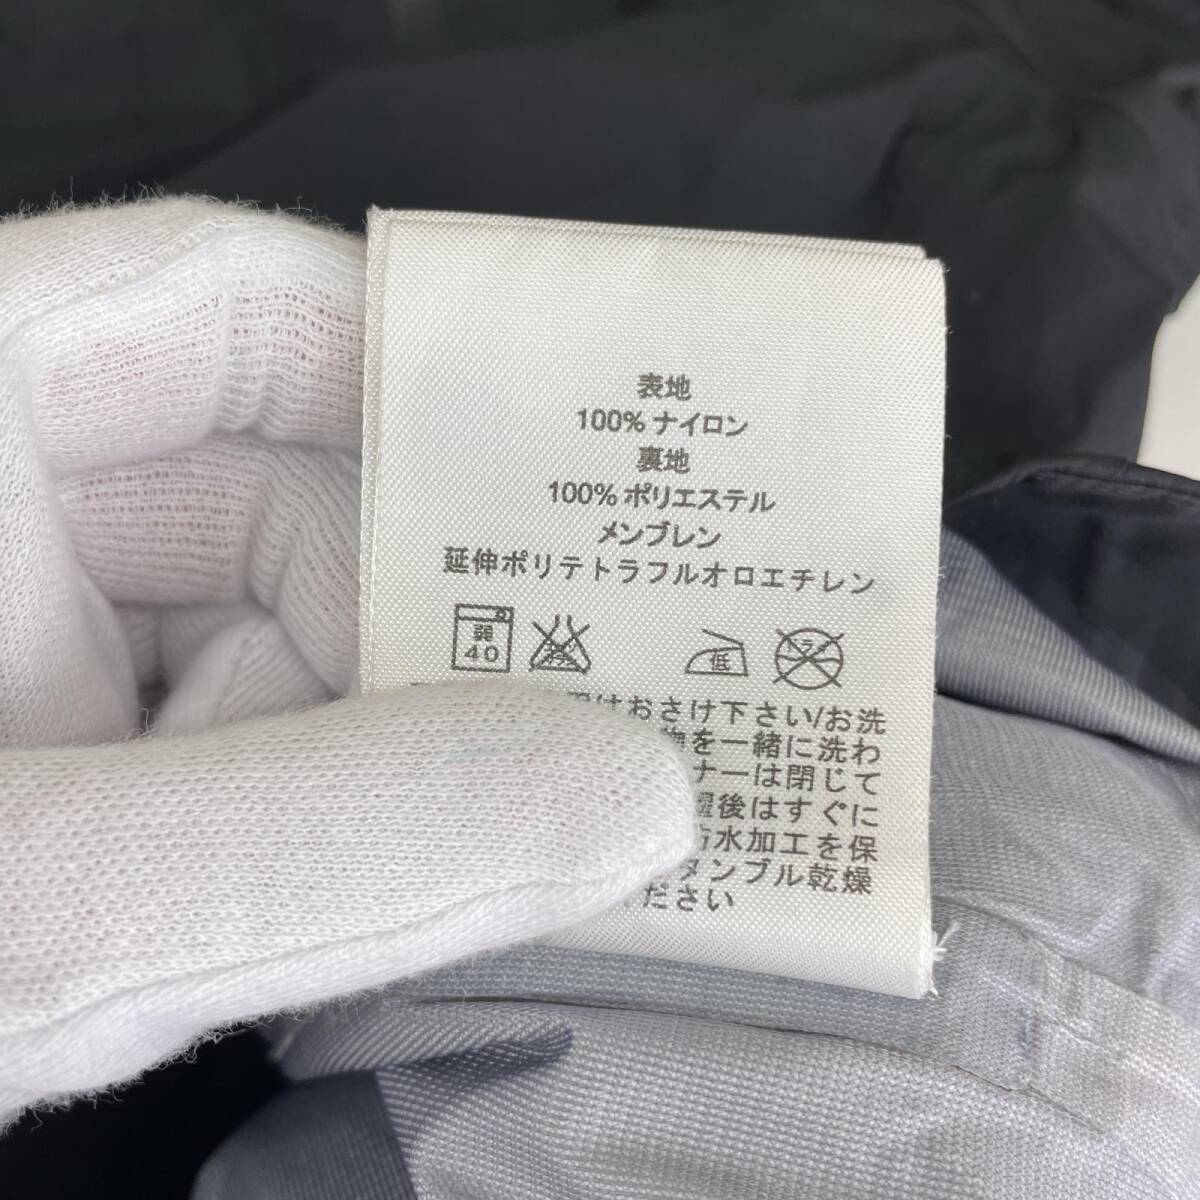 表地
100% ナイロン
裏地
100% ポリエステル
メンブレン
延伸ポリテトラフルオロエチレン
弱
40
低
はおさけ下さい/お洗
を一緒に洗わ
ナーは閉じて
後はすぐに
水加工を保
タンブル乾燥
ださい